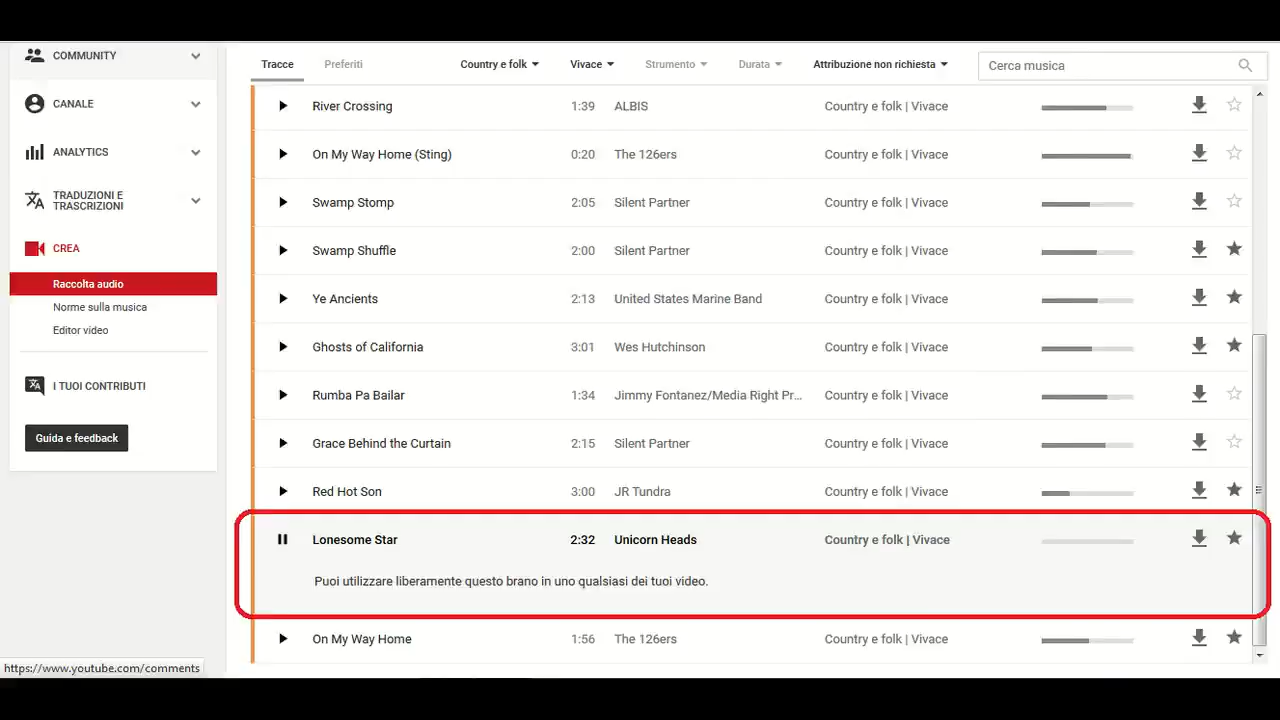 COMMUNITY
CANALE
ANALYTICS
TRADUZIONI E
TRASCRIZIONI
CREA
Raccolta audio
Norme sulla musica
Editor video
I TUOI CONTRIBUTI
Guida e feedback
https://www.youtube.com/comments
Tracce Preferiti Country e folk Vivace Strumento Durata Attribuzione non richiesta Cerca musica
River Crossing 1:39 ALBIS Country e folk | Vivace
On My Way Home (Sting) 0:20 The 126ers Country e folk | Vivace
Swamp Stomp 2:05 Silent Partner Country e folk | Vivace
Swamp Shuffle 2:00 Silent Partner Country e folk | Vivace
Ye Ancients 2:13 United States Marine Band Country e folk | Vivace
Ghosts of California 3:01 Wes Hutchinson Country e folk | Vivace
Rumba Pa Bailar 1:34 Jimmy Fontanez/Media Right Pr... Country e folk | Vivace
Grace Behind the Curtain 2:15 Silent Partner Country e folk | Vivace
Red Hot Son 3:00 JR Tundra Country e folk | Vivace
Lonesome Star 2:32 Unicorn Heads Country e folk | Vivace
Puoi utilizzare liberamente questo brano in uno qualsiasi dei tuoi video.
On My Way Home 1:56 The 126ers Country e folk | Vivace